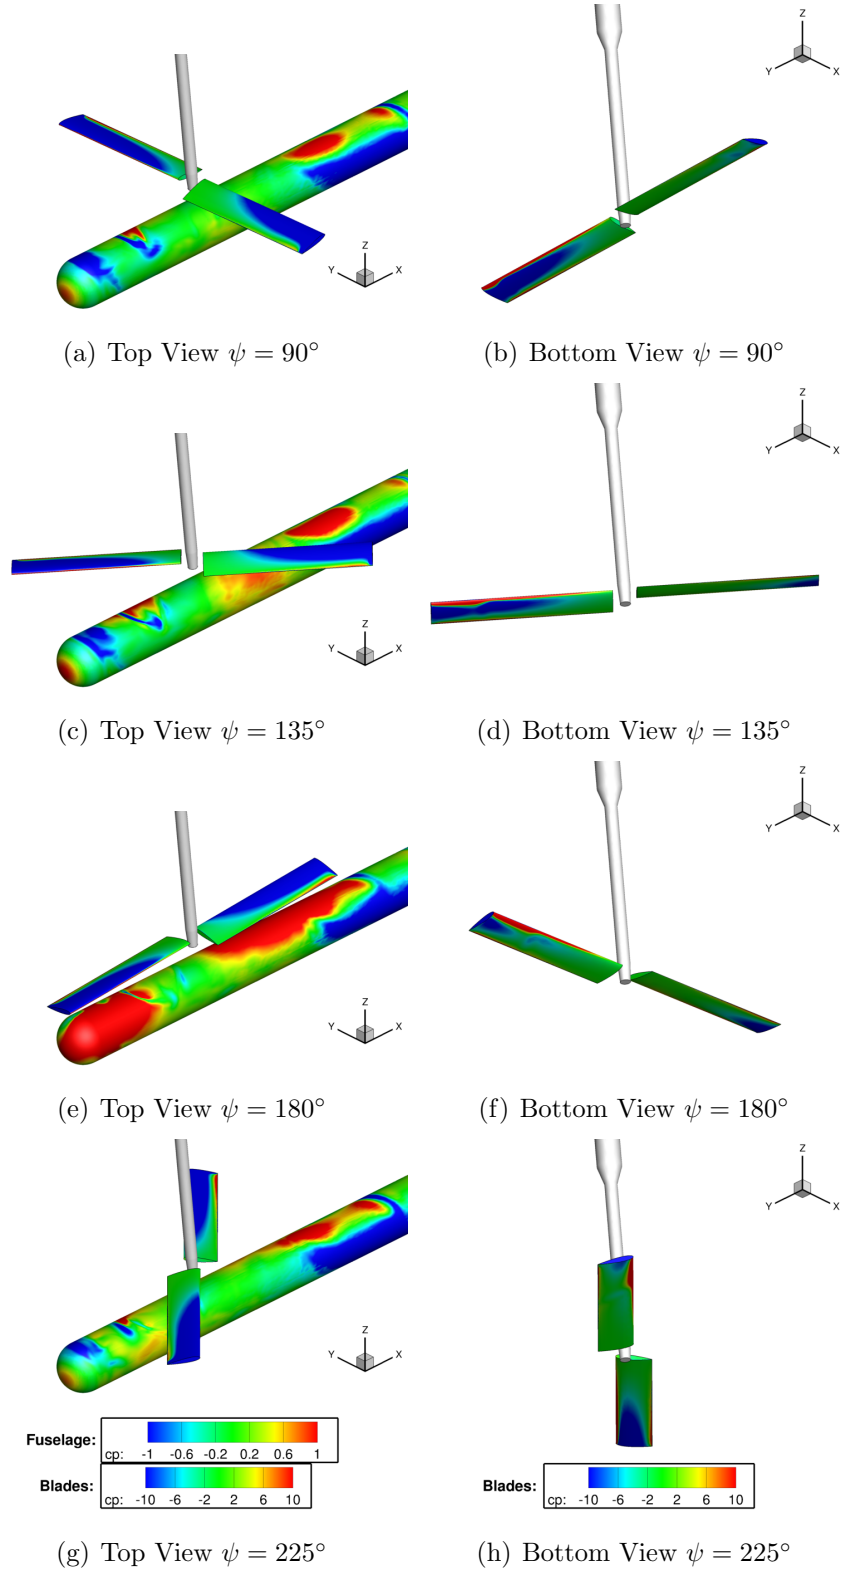 Z
Y X
Z
Y X
(a) Top View ψ = 90°
(b) Bottom View ψ = 90°
Z
Y X
Z
Y X
(c) Top View ψ = 135°
(d) Bottom View ψ = 135°
Z
Y X
Z
Y X
(e) Top View ψ = 180°
(f) Bottom View ψ = 180°
Z
Y X
Z
Y X
Fuselage:
cp: -1 -0.6 -0.2 0.2 0.6 1
Blades:
cp: -10 -6 -2 2 6 10
Blades:
cp: -10 -6 -2 2 6 10
(g) Top View ψ = 225°
(h) Bottom View ψ = 225°